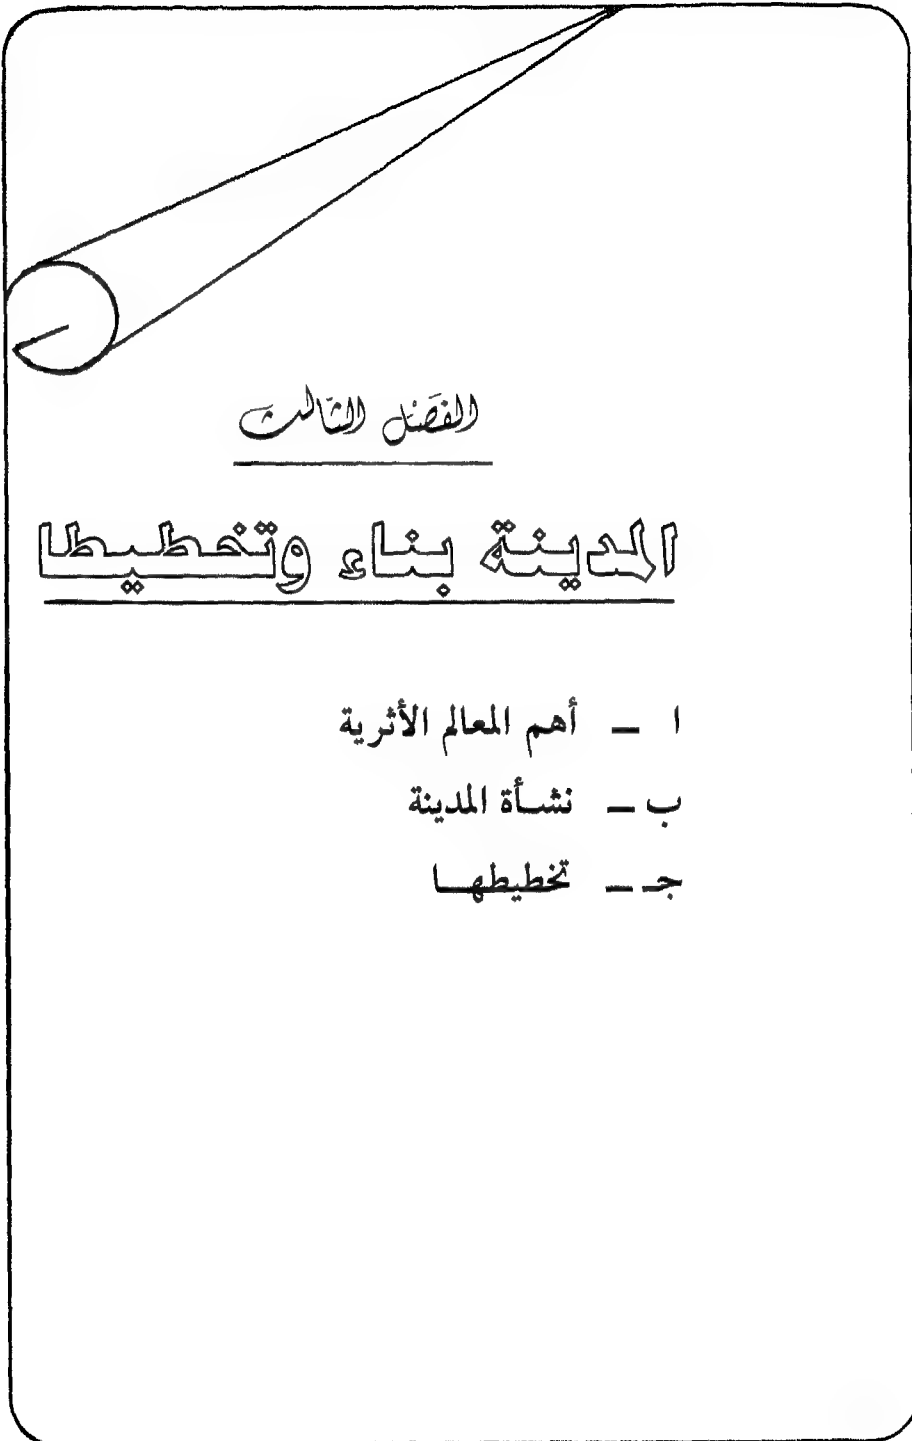 الفصل الثالث
المدينة بناء وتخطيطا
ا — أهم المعالم الأثرية
ب — نشأة المدينة
جـ — تخطيطها